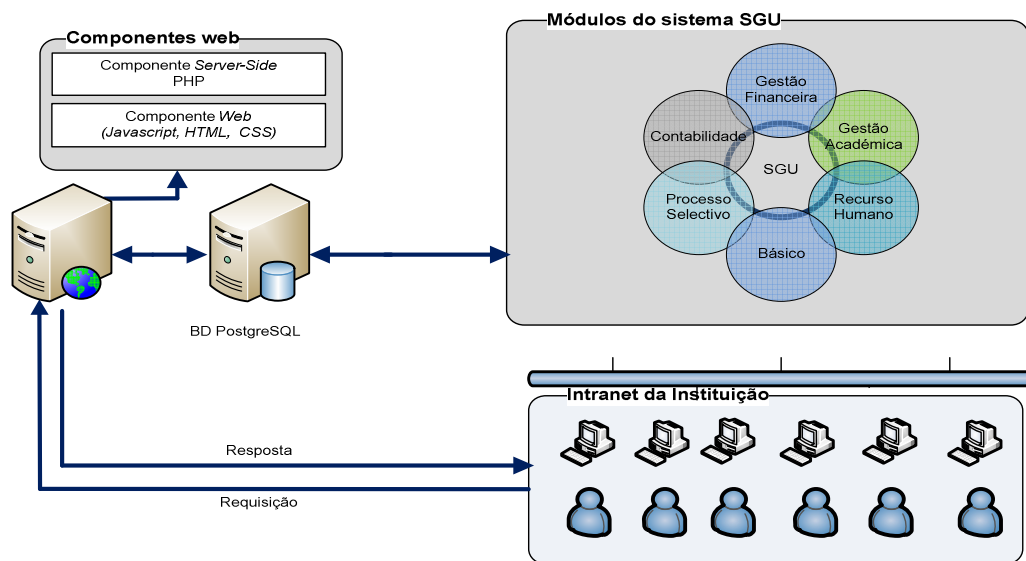 Componentes web
Componente Server-Side
PHP
Componente Web
(Javascript, HTML, CSS)
BD PostgreSQL
Módulos do sistema SGU
Gestão
Financeira
Contabilidade
Gestão
Académica
SGU
Processo
Selectivo
Recurso
Humano
Básico
Intranet da Instituição
Resposta
Requisição